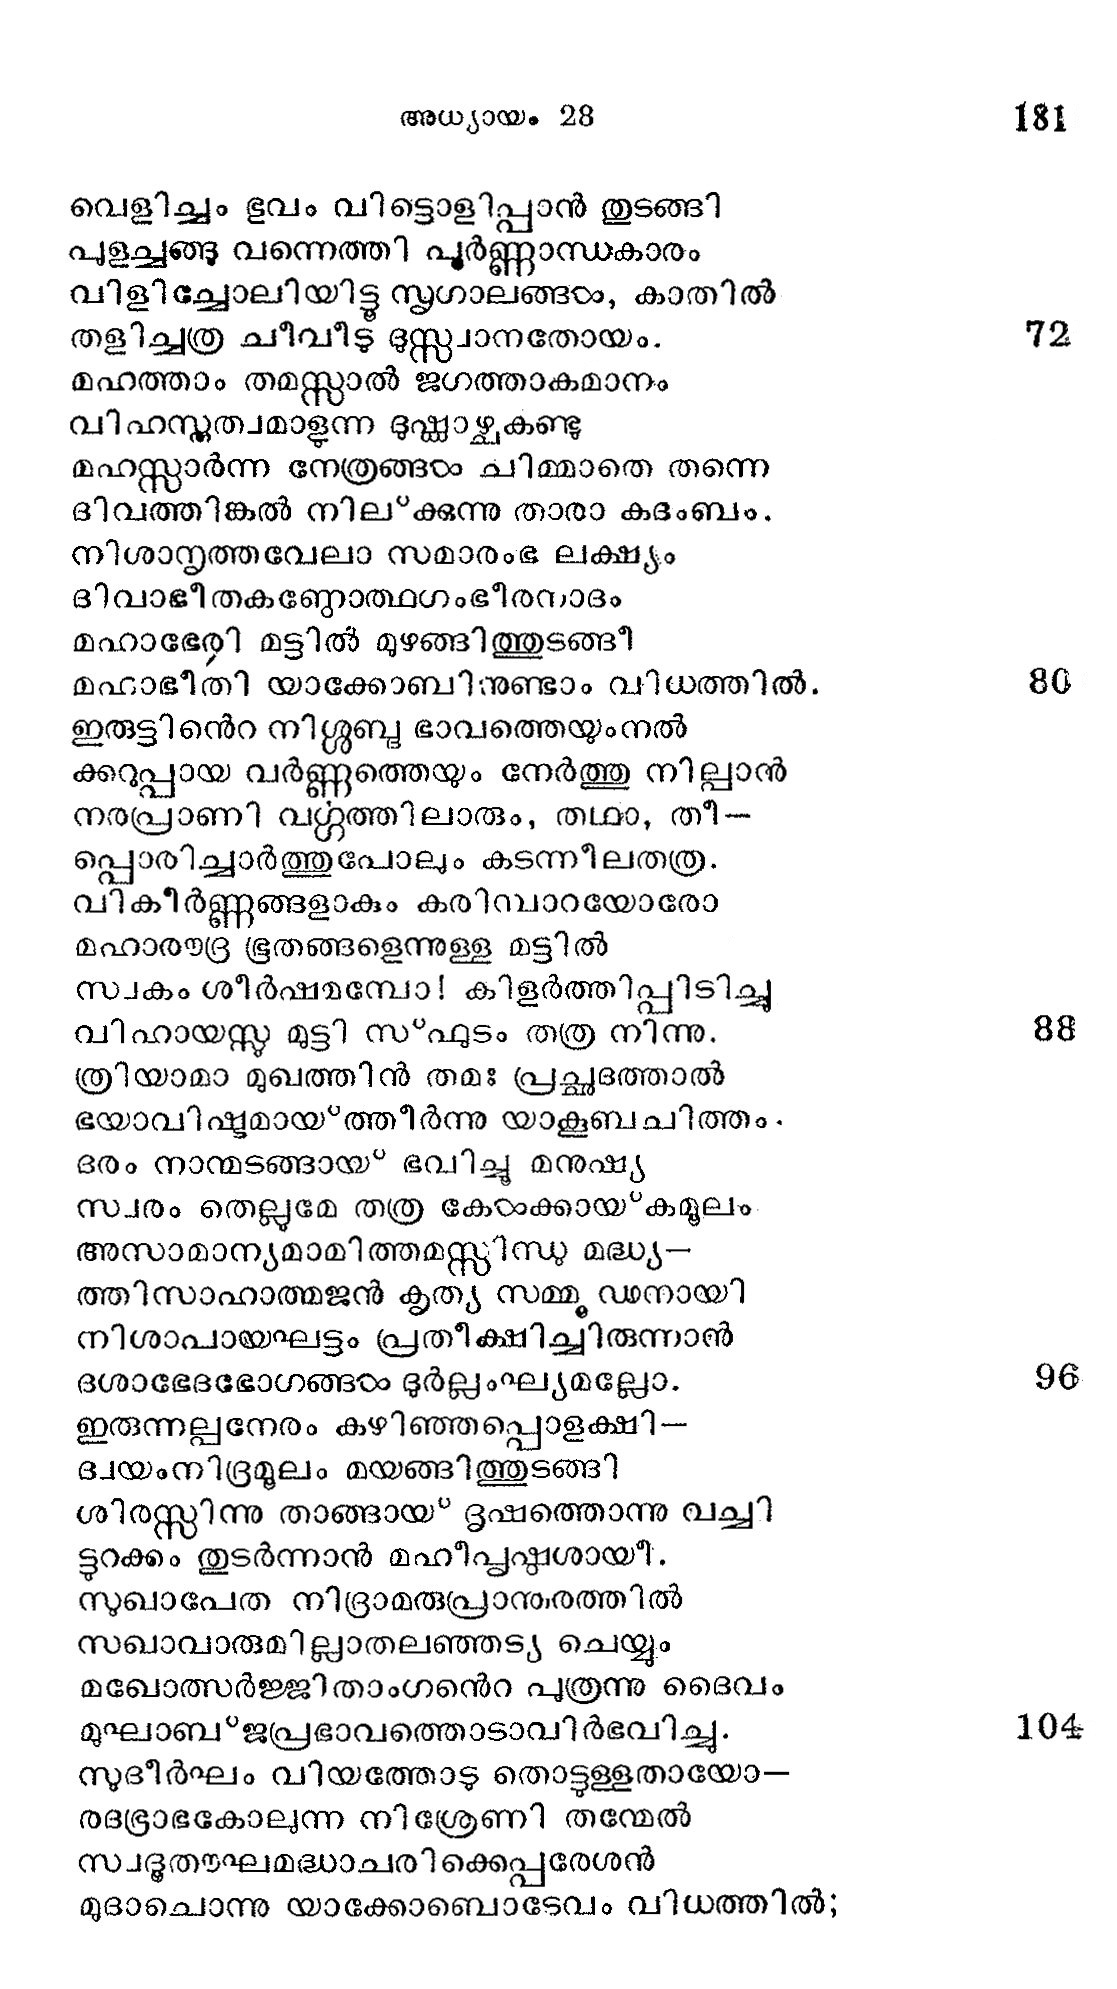 അധ്യായം 28 181
വെളിച്ചം ഭുവം വിട്ടൊളിപ്പാൻ തുടങ്ങി
പുളച്ചങ്ങു വന്നെത്തി പൂർണ്ണാന്ധകാരം
വിളിച്ചോലിയിട്ടൂ സൃഗാലങ്ങൾ, കാതിൽ
തളിച്ചത്ര ചീവീടു ദുസ്സ്വാനതോയം. 72
മഹത്താം തമസ്സാൽ ജഗത്താകമാനം
വിഹസ്തത്വമാളുന്ന ദുഷ്കാഴ്ചകണ്ടു
മഹസ്സാർന്ന നേത്രങ്ങൾ ചിമ്മാതെ തന്നെ
ദിവത്തിങ്കൽ നില്ക്കുന്നു താരാ കദംബം.
നിശാനൃത്തവേലാ സമാരംഭ ലക്ഷ്യം
ദിവാഭീതകണ്ഠോത്ഥഗംഭീരനാദം
മഹാഭേരി മട്ടിൽ മുഴങ്ങിത്തുടങ്ങീ
മഹാഭീതി യാക്കോബിനുണ്ടാം വിധത്തിൽ. 80
ഇരുട്ടിൻെറ നിശ്ശബ്ദ ഭാവത്തെയുംനൽ
ക്കറുപ്പായ വർണ്ണത്തെയും നേർത്തു നില്പാൻ
നരപ്രാണി വർഗ്ഗത്തിലാരും, തഥാ, തീ—
പ്പൊരിച്ചാർത്തുപോലും കടന്നീലതത്ര.
വികീർണ്ണങ്ങളാകും കരിമ്പാറയോരോ
മഹാരൗദ്ര ഭൂതങ്ങളെന്നുള്ള മട്ടിൽ
സ്വകം ശീർഷമമ്പോ! കിളർത്തിപ്പിടിച്ചു
വിഹായസ്സു മുട്ടി സ്ഫുടം തത്ര നിന്നു. 88
ത്രിയാമാ മുഖത്തിൻ തമഃ പ്രച്ഛദത്താൽ
ഭയാവിഷ്ടമായ്ത്തീർന്നു യാക്കൂബചിത്തം.
ദരം നാന്മടങ്ങായ് ഭവിച്ചൂ മനുഷ്യ
സ്വരം തെല്ലുമേ തത്ര കേൾക്കായ്കമൂലം
അസാമാന്യമാമിത്തമസ്സിന്ധു മദ്ധ്യ—
ത്തിസാഹാത്മജൻ കൃത്യ സമ്മൂഢനായി
നിശാപായഘട്ടം പ്രതീക്ഷിച്ചിരുന്നാൻ
ദശാഭേദഭോഗങ്ങൾ ദുർല്ലംഘ്യമല്ലോ. 96
ഇരുന്നല്പനേരം കഴിഞ്ഞപ്പൊളക്ഷി—
ദ്വയംനിദ്രമൂലം മയങ്ങിത്തുടങ്ങി
ശിരസ്സിന്നു താങ്ങായ് ദൃഷത്തൊന്നു വച്ചി
ട്ടുറക്കം തുടർന്നാൻ മഹീപൃഷ്ഠശായീ.
സുഖാപേത നിദ്രാമരുപ്രാന്തരത്തിൽ
സഖാവാരുമില്ലാതലഞ്ഞട്യ ചെയ്യും
മഖോത്സർജ്ജിതാംഗൻെറ പുത്രന്നു ദൈവം
മുഘാബ്ജപ്രഭാവത്തൊടാവിർഭവിച്ചു. 104
സുദീർഘം വിയത്തോടു തൊട്ടുള്ളതായോ—
രദഭ്രാഭകോലുന്ന നിശ്രേണി തന്മേൽ
സ്വദൂതൗഘമദ്ധാചരിക്കെപ്പരേശൻ
മുദാചൊന്നു യാക്കോബൊടേവം വിധത്തിൽ;